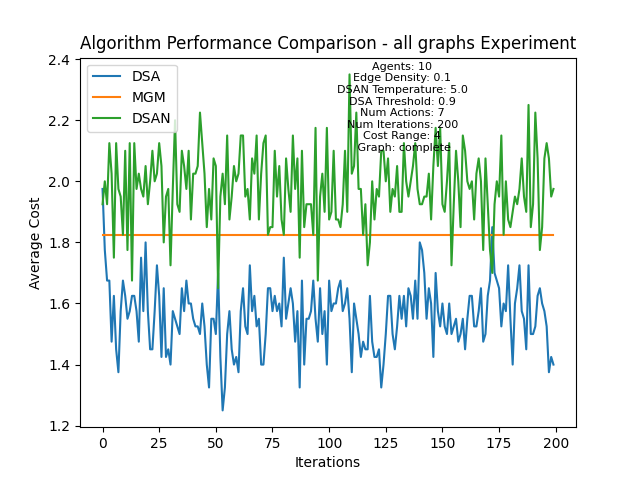 Algorithm Performance Comparison - all graphs Experiment
DSA
MGM
DSAN
Agents: 10
Edge Density: 0.1
DSAN Temperature: 5.0
DSA Threshold: 0.9
Num Actions: 7
Num Iterations: 200
Cost Range: 4
Graph: complete
2.4
2.2
2.0
1.8
1.6
1.4
1.2
Average Cost
0
25
50
75
100
125
150
175
200
Iterations